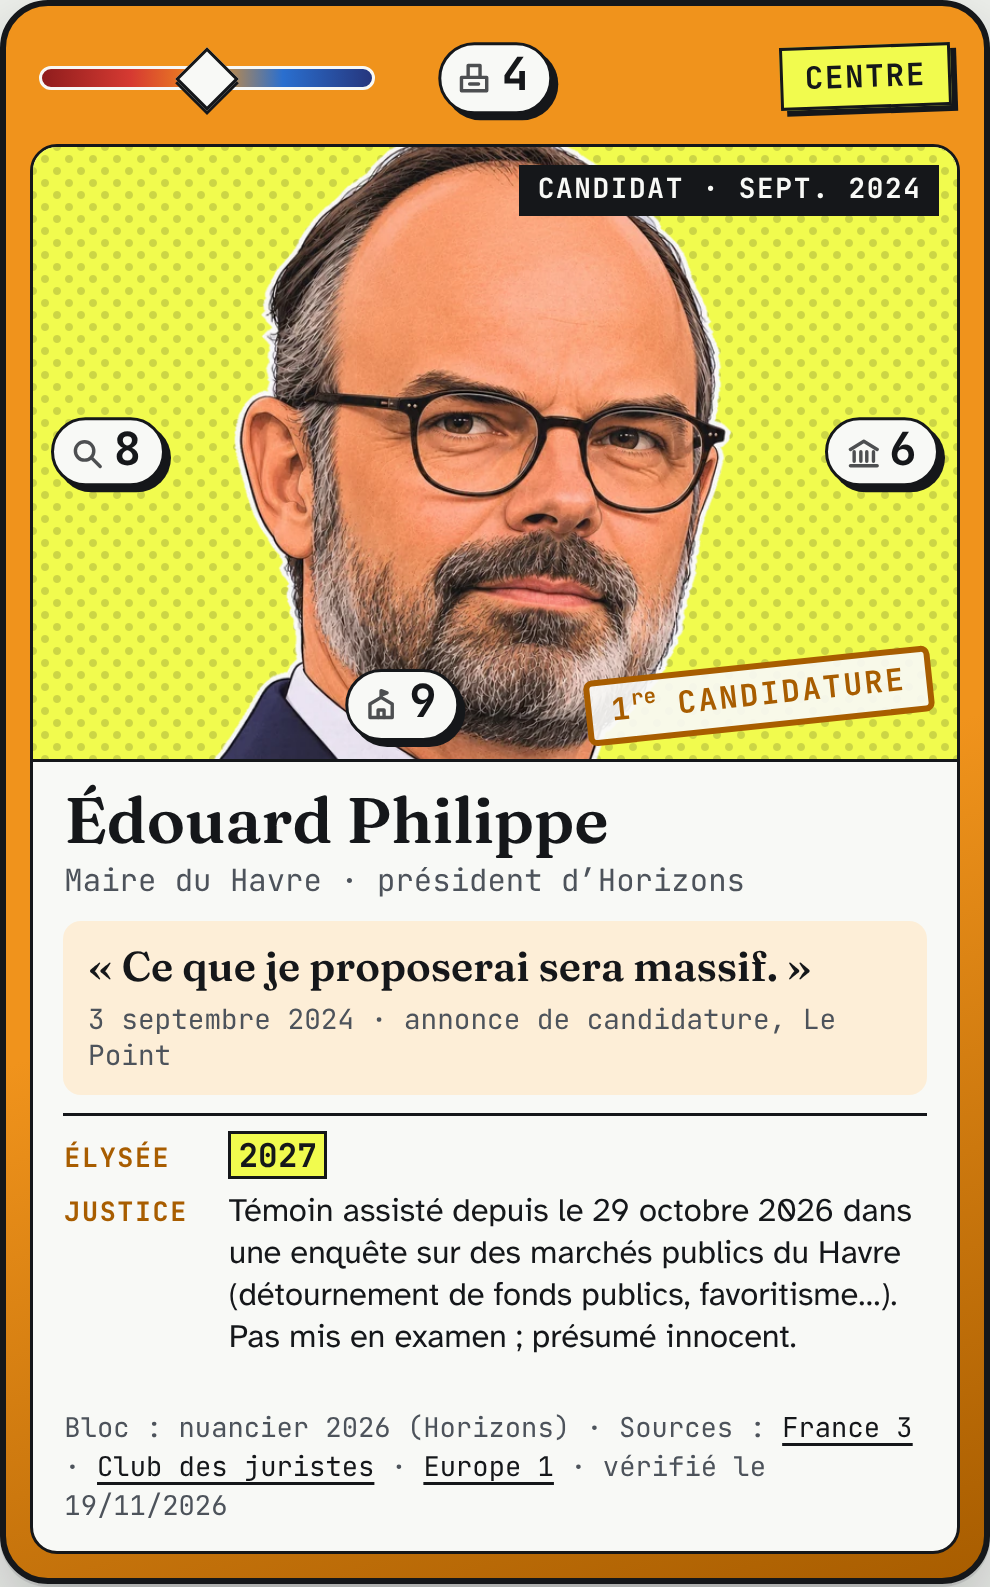 4
CENTRE
CANDIDAT · SEPT. 2024
8
6
9
1re CANDIDATURE
Édouard Philippe
Maire du Havre · président d’Horizons
« Ce que je proposerai sera massif. »
3 septembre 2024 · annonce de candidature, Le
Point
ÉLYSÉE 2027
JUSTICE Témoin assisté depuis le 29 octobre 2026 dans
une enquête sur des marchés publics du Havre
(détournement de fonds publics, favoritisme…).
Pas mis en examen ; présumé innocent.
Bloc : nuancier 2026 (Horizons) · Sources : France 3
· Club des juristes · Europe 1 · vérifié le
19/11/2026